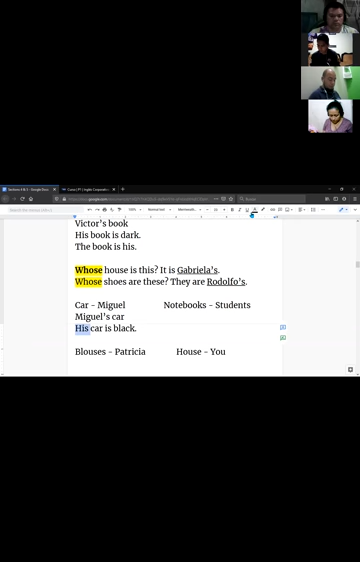 Victor's book
His book is dark.
The book is his.
Whose house is this? It is Gabriela's.
Whose shoes are these? They are Rodolfo's.
Car - Miguel Notebooks - Students
Miguel's car
His car is black.
Blouses - Patricia House - You